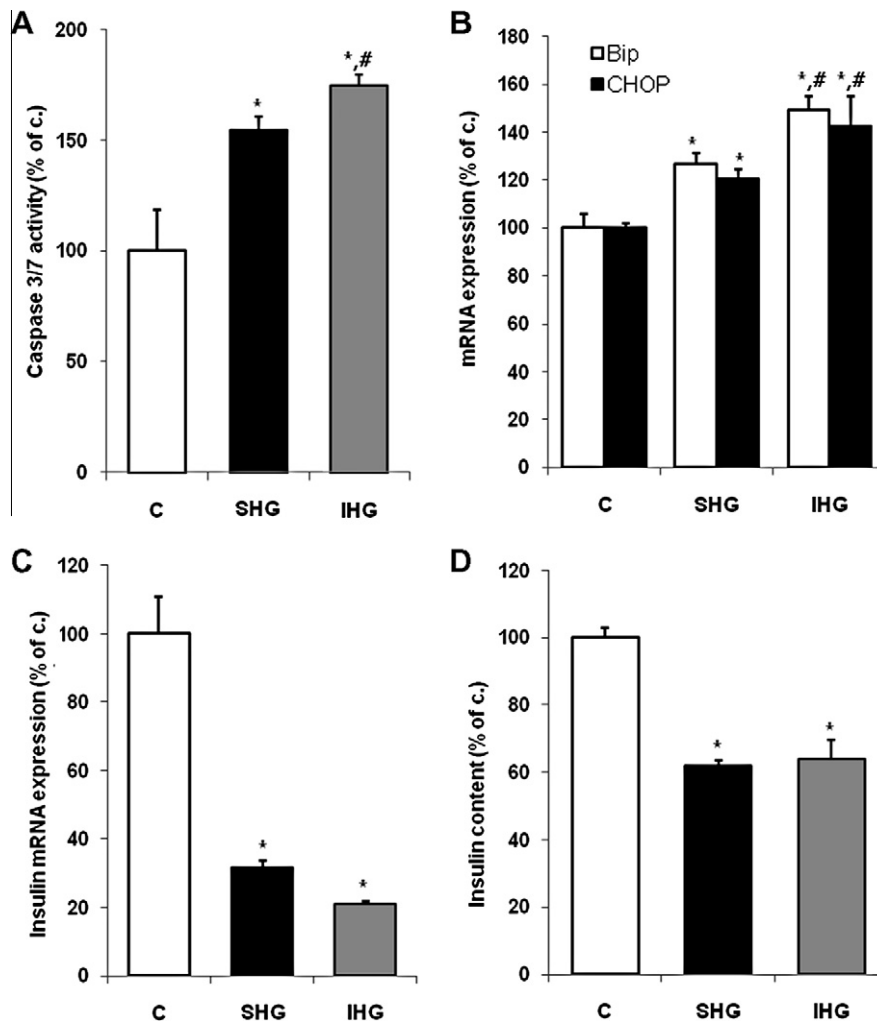 A
Caspase 3/7 activity (% of c.)
200
150
100
50
0
*
*,#
C SHG IHG
B
mRNA expression (% of c.)
Bip
CHOP
180
160
140
120
100
80
60
40
20
0
* *
*,# *,#
C SHG IHG
C
Insulin mRNA expression (% of c.)
120
100
80
60
40
20
0
*
*
C SHG IHG
D
Insulin content (% of c.)
120
100
80
60
40
20
0
*
*
C SHG IHG